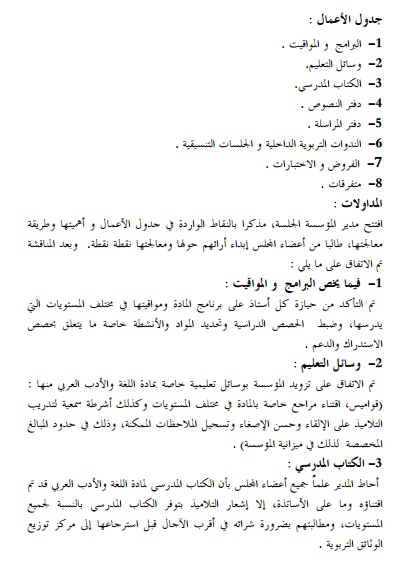 جدول الأعمال :
1- البرامج و المواقيت .
2- وسائل التعليم.
3- الكتاب المدرسي.
4- دفتر النصوص .
5- دفتر المراسلة .
6- الندوات التربوية الداخلية و الجلسات التنسيقية .
7- الفروض و الاختبارات .
8- متفرقات .
المداولات :
افتتح مدير المؤسسة الجلسة، مذكرا بالنقاط الواردة في جدول الأعمال و أهميتها وطريقة
معالجتها، طالبا من أعضاء المجلس إبداء أرائهم حولها ومعالجتها نقطة نقطة. وبعد المناقشة
تم الاتفاق على ما يلي :
1- فيما يخص البرامج و المواقيت :
تم التأكد من حيازة كل أستاذ على برنامج المادة ومواقيتها في مختلف المستويات التي
يدرسها، وضبط الحصص الدراسية وتحديد المواد والأنشطة خاصة ما يتعلق بحصص
الاستدراك والدعم .
2- وسائل التعليم :
تم الاتفاق على تزويد المؤسسة بوسائل تعليمية خاصة بمادة اللغة والأدب العربي منها :
(قواميس، اقتناء مراجع خاصة بالمادة في مختلف المستويات وكذلك أشرطة سمعية لتدريب
التلاميذ على الإلقاء وحسن الإصغاء وتسجيل الملاحظات الممكنة، وذلك في حدود المبالغ
المخصصة لذلك في ميزانية المؤسسة) .
3- الكتاب المدرسي :
أحاط المدير علماً جميع أعضاء المجلس بأن الكتاب المدرسي لمادة اللغة والأدب العربي قد تم
اقتناؤه وما على الأساتذة، إلا إشعار التلاميذ بتوفر الكتاب المدرسي بالنسبة لجميع
المستويات، ومطالبتهم بضرورة شرائه في أقرب الآجال قبل استرجاعها إلى مركز توزيع
الوثائق التربوية .